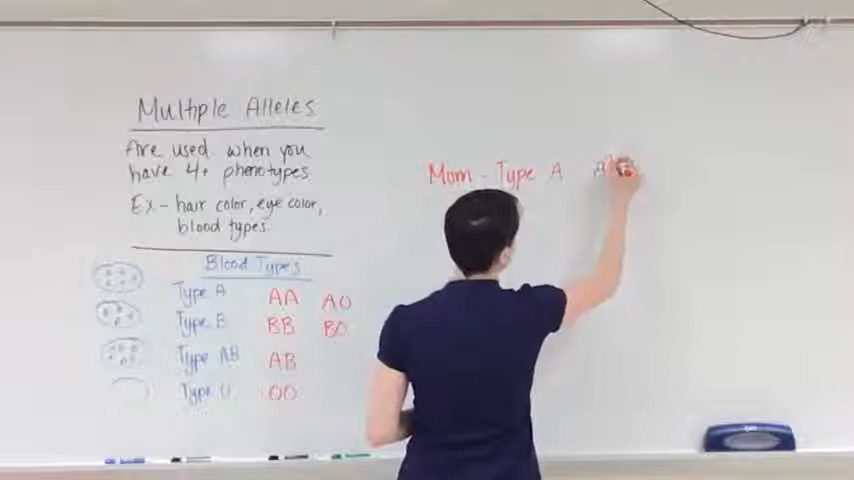 Multiple Alleles
Are used when you
have 4+ phenotypes
Ex- hair color, eye color,
blood types.
Blood Types
Type A AA AO
Type B BB BO
Type AB AB
Type O OO
Mom - Type A